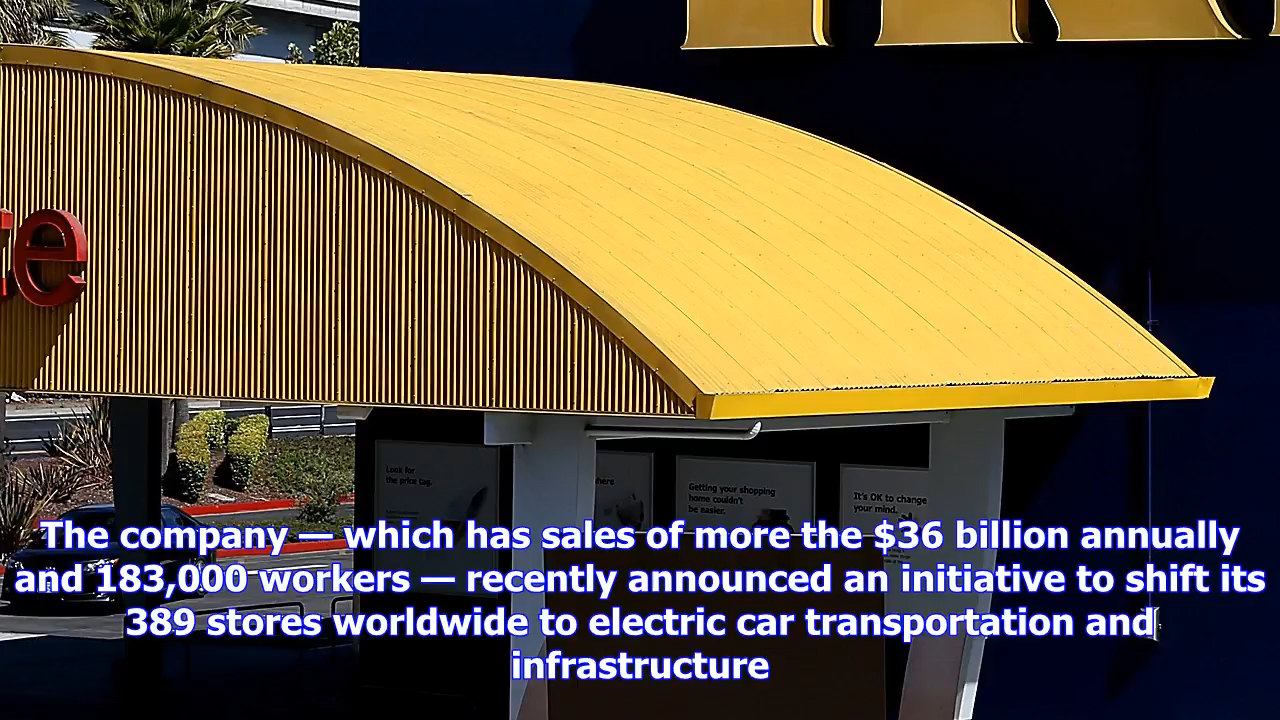 re
Look for
the price tag.
here
Getting your shopping
home couldn't
be easier.
It's OK to change
your mind.
The company — which has sales of more the $36 billion annually
and 183,000 workers — recently announced an initiative to shift its
389 stores worldwide to electric car transportation and
infrastructure